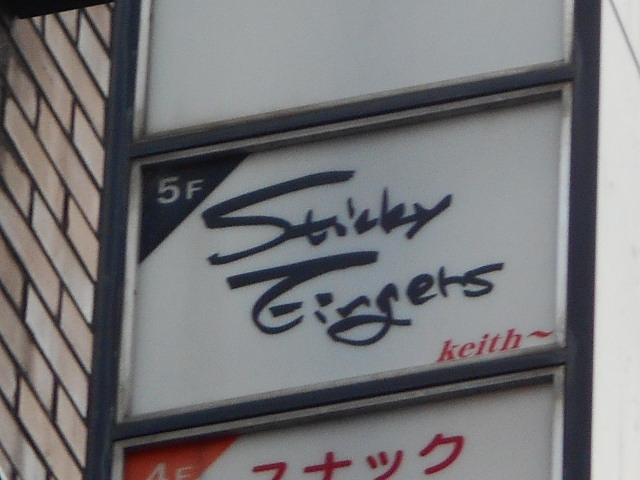 5F
Sticky
Fingers
keith~
4F
スナック